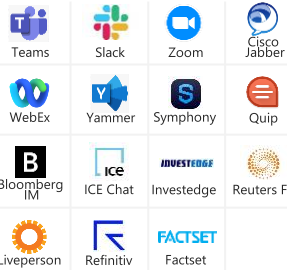 Teams
Slack
Zoom
Cisco
Jabber
WebEx
Yammer
Symphony
Quip
B
Bloomberg
IM
ICE
ICE Chat
INVESTEDGE
Investedge
Reuters F
Liveperson
Refinitiv
FACTSET
Factset